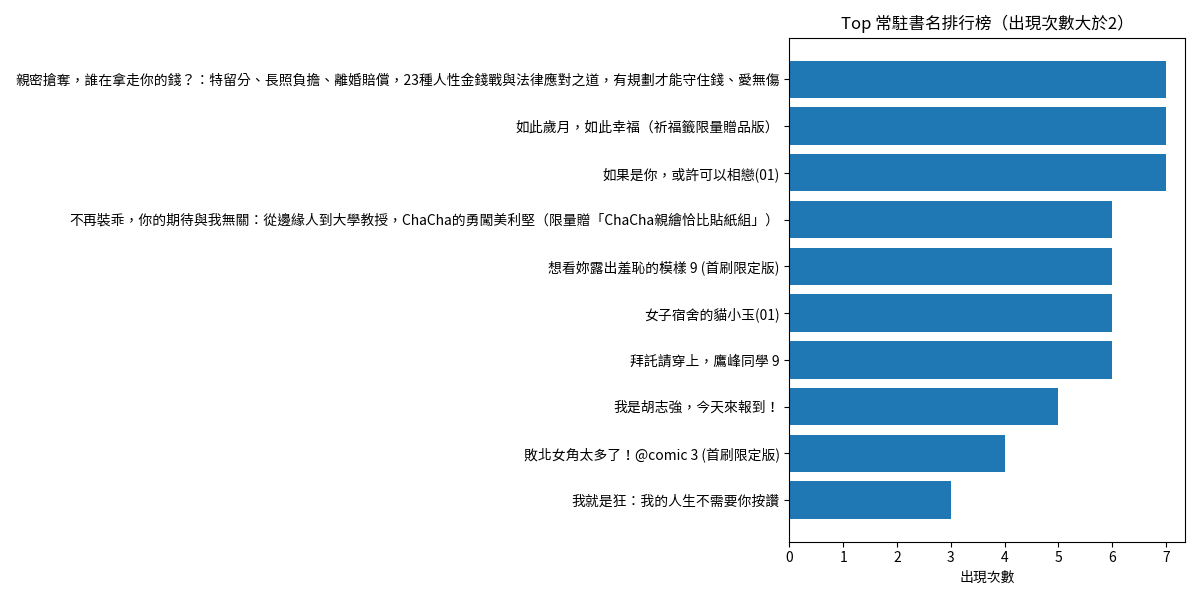 Top 常駐書名排行榜（出現次數大於2）
親密搶奪，誰在拿走你的錢？：特留分、長照負擔、離婚賠償，23種人性金錢戰與法律應對之道，有規劃才能守住錢、愛無傷
如此歲月，如此幸福（祈福籤限量贈品版）
如果是你，或許可以相戀(01)
不再裝乖，你的期待與我無關：從邊緣人到大學教授，ChaCha的勇闖美利堅（限量贈「ChaCha親繪恰比貼紙組」）
想看妳露出羞恥的模樣 9 (首刷限定版)
女子宿舍的貓小玉(01)
拜託請穿上，鷹峰同學 9
我是胡志強，今天來報到！
敗北女角太多了！@comic 3 (首刷限定版)
我就是狂：我的人生不需要你按讚
0 1 2 3 4 5 6 7
出現次數